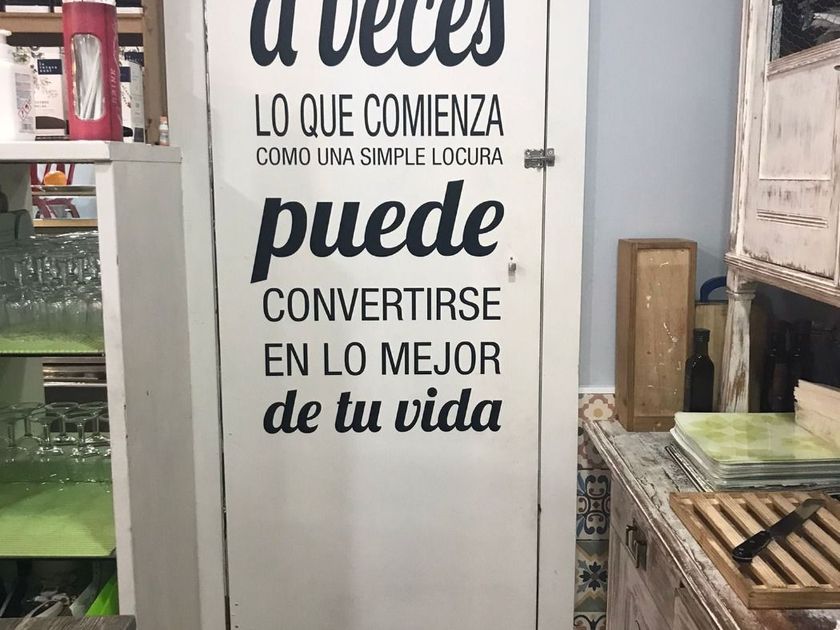 a veces
LO QUE COMIENZA
COMO UNA SIMPLE LOCURA
puede
CONVERTIRSE
EN LO MEJOR
de tu vida